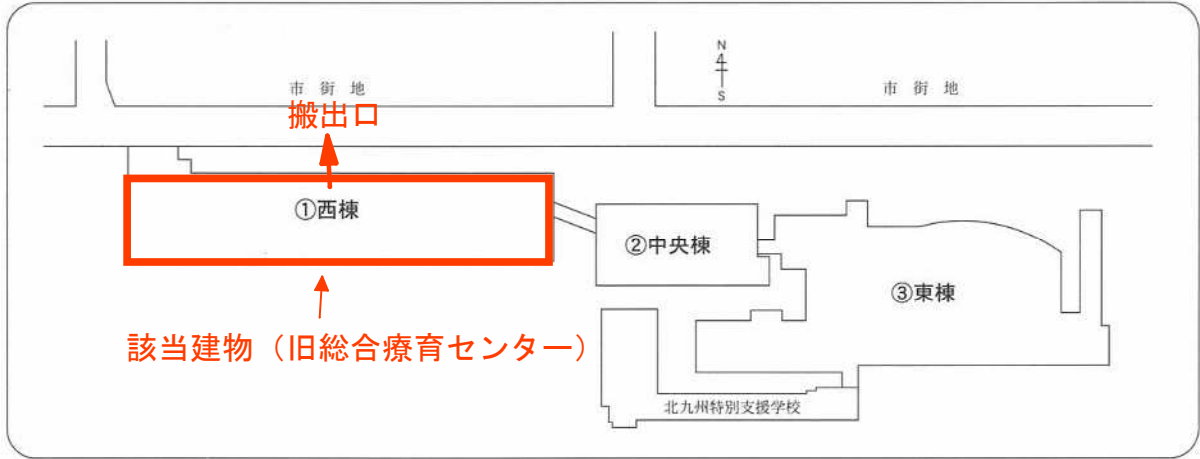 N
S
市街地
市街地
搬出口
①西棟
②中央棟
③東棟
該当建物（旧総合療育センター）
北九州特別支援学校